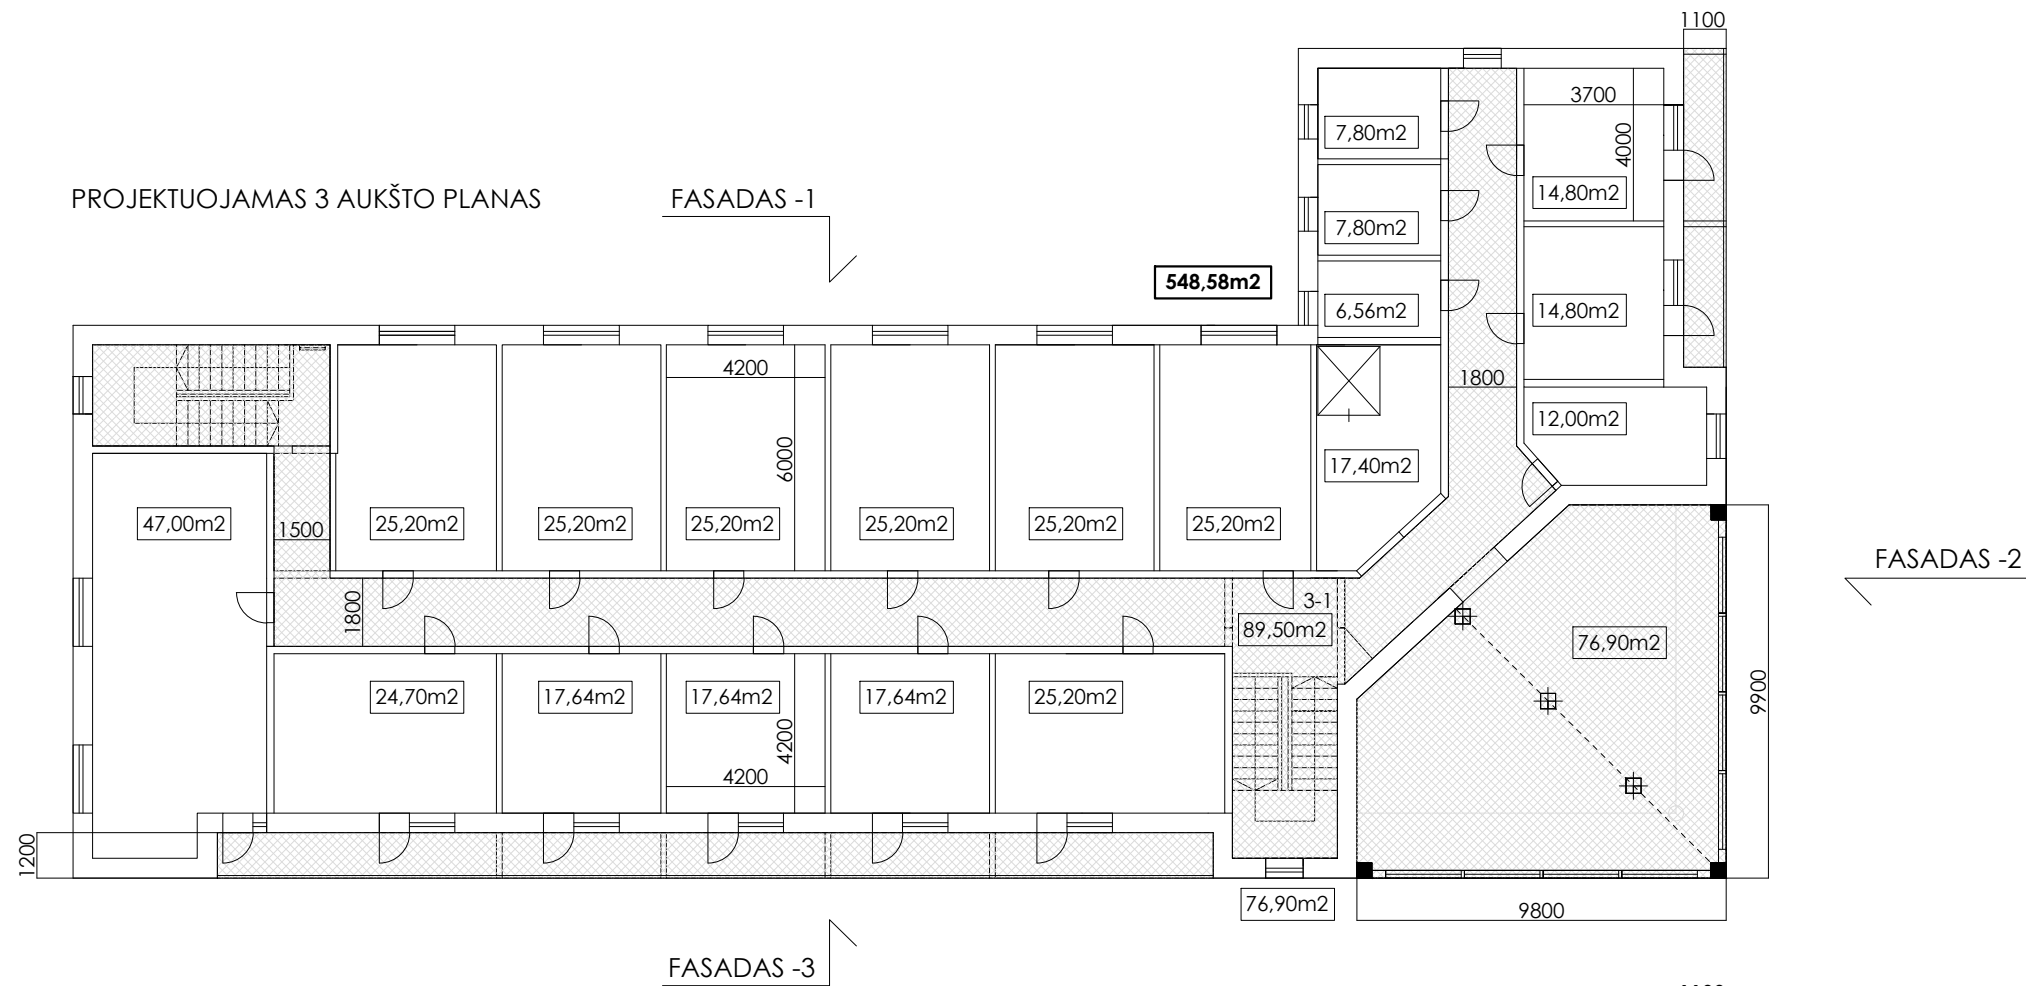 1100
3700
7,80m2
4000
PROJEKTUOJAMAS 3 AUKŠTO PLANAS
FASADAS -1
14,80m2
7,80m2
548,58m2
6,56m2
14,80m2
4200
1800
12,00m2
6000
17,40m2
47,00m2
1500
25,20m2
25,20m2
25,20m2
25,20m2
25,20m2
25,20m2
FASADAS -2
1800
3-1
89,50m2
76,90m2
24,70m2
17,64m2
17,64m2
17,64m2
25,20m2
9900
4200
4200
1200
76,90m2
9800
FASADAS -3